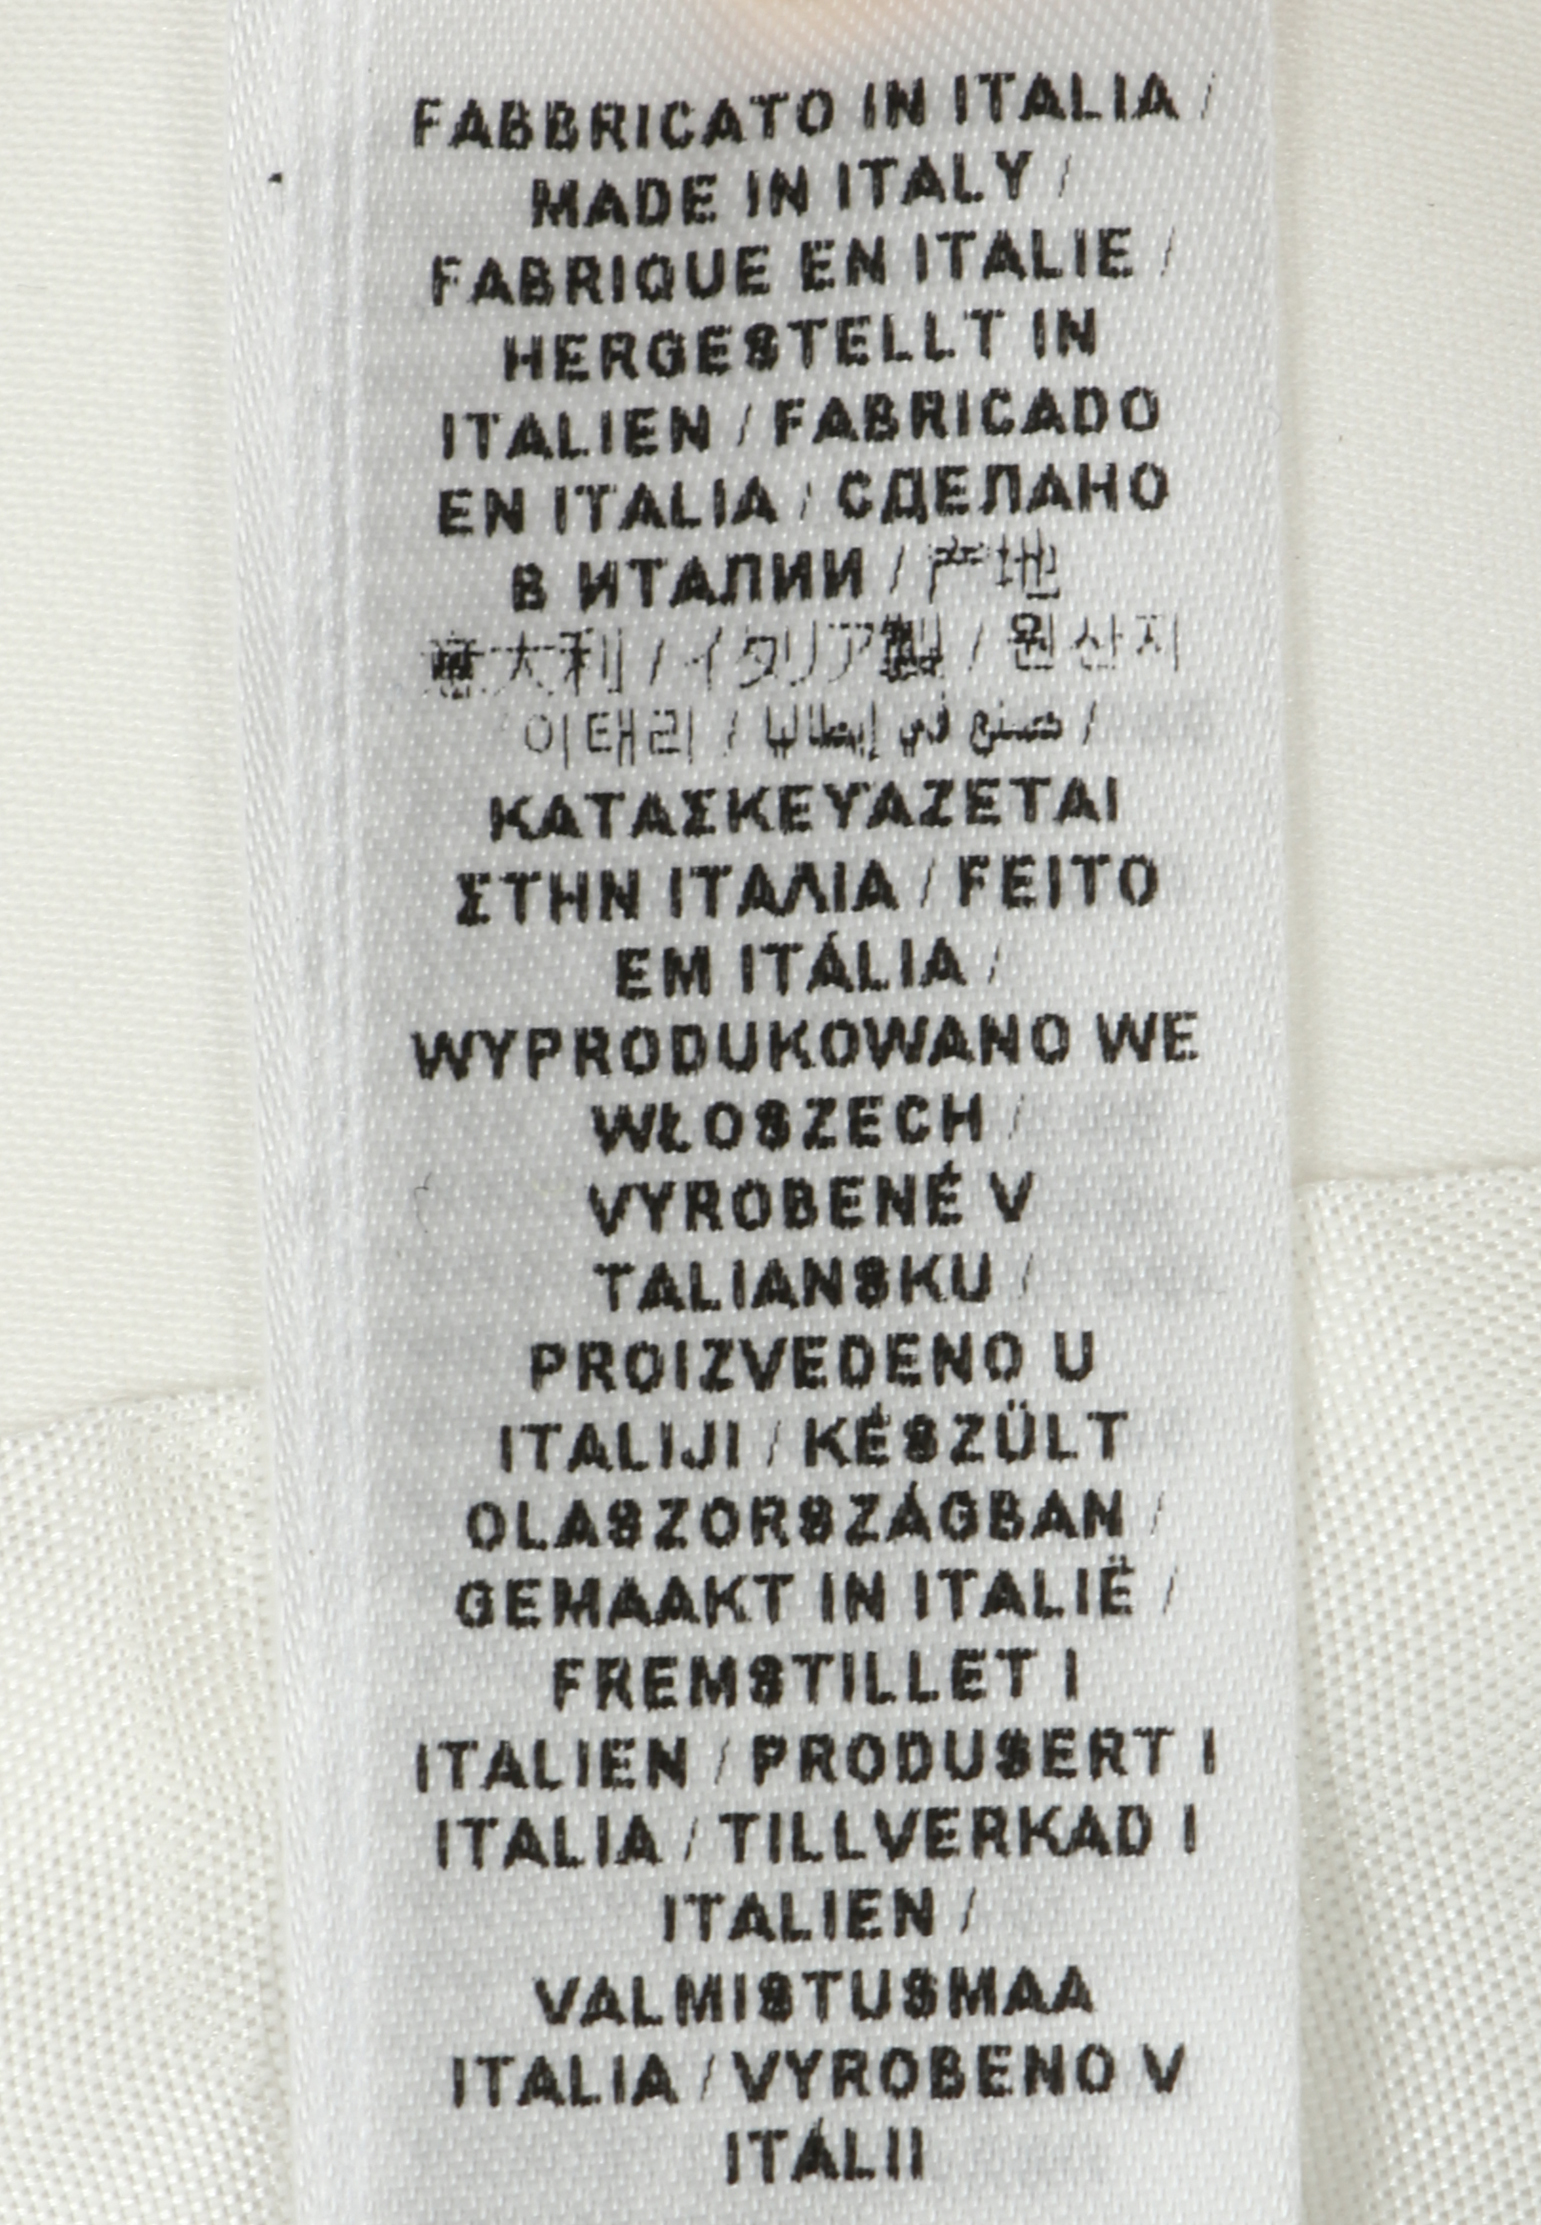 FABBRICATO IN ITALIA /
MADE IN ITALY /
FABRIQUE EN ITALIE /
HERGESTELLT IN
ITALIEN / FABRICADO
EN ITALIA / СДЕЛАНО
В ИТАЛИИ / 产地
意大利 / イタリア製 / 원산지
이태리 / صنع في إيطاليا /
ΚΑΤΑΣΚΕΥΑΖΕΤΑΙ
ΣΤΗΝ ΙΤΑΛΙΑ / FEITO
EM ITÁLIA /
WYPRODUKOWANO WE
WŁOSZECH /
VYROBENÉ V
TALIANSKU /
PROIZVEDENO U
ITALIJI / KÉSZÜLT
OLASZORSZÁGBAN /
GEMAAKT IN ITALIË /
FREMSTILLET I
ITALIEN / PRODUSERT I
ITALIA / TILLVERKAD I
ITALIEN /
VALMISTUSMAA
ITALIA / VYROBENO V
ITÁLII